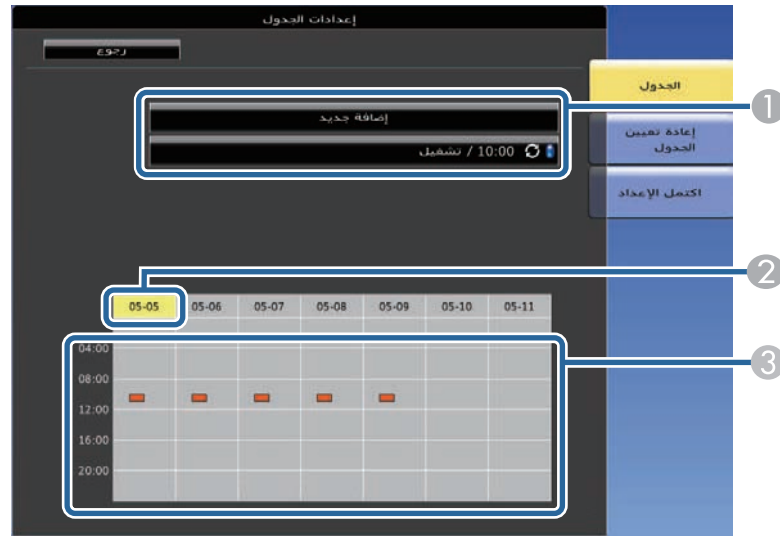 إعدادات الجدول
رجوع
الجدول
إعادة تعيين
الجدول
اكتمل الإعداد
إضافة جديد
10:00 / تشغيل
1
2
05-05 05-06 05-07 05-08 05-09 05-10 05-11
3
04:00
08:00
12:00
16:00
20:00